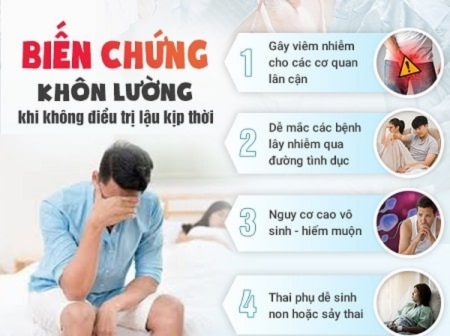 BIẾN CHỨNG
KHÔN LƯỜNG
khi không điều trị lậu kịp thời
1
Gây viêm nhiễm
cho các cơ quan
lân cận
2
Dễ mắc các bệnh
lây nhiễm qua
đường tình dục
3
Nguy cơ cao vô
sinh - hiếm muộn
4
Thai phụ dễ sinh
non hoặc sảy thai